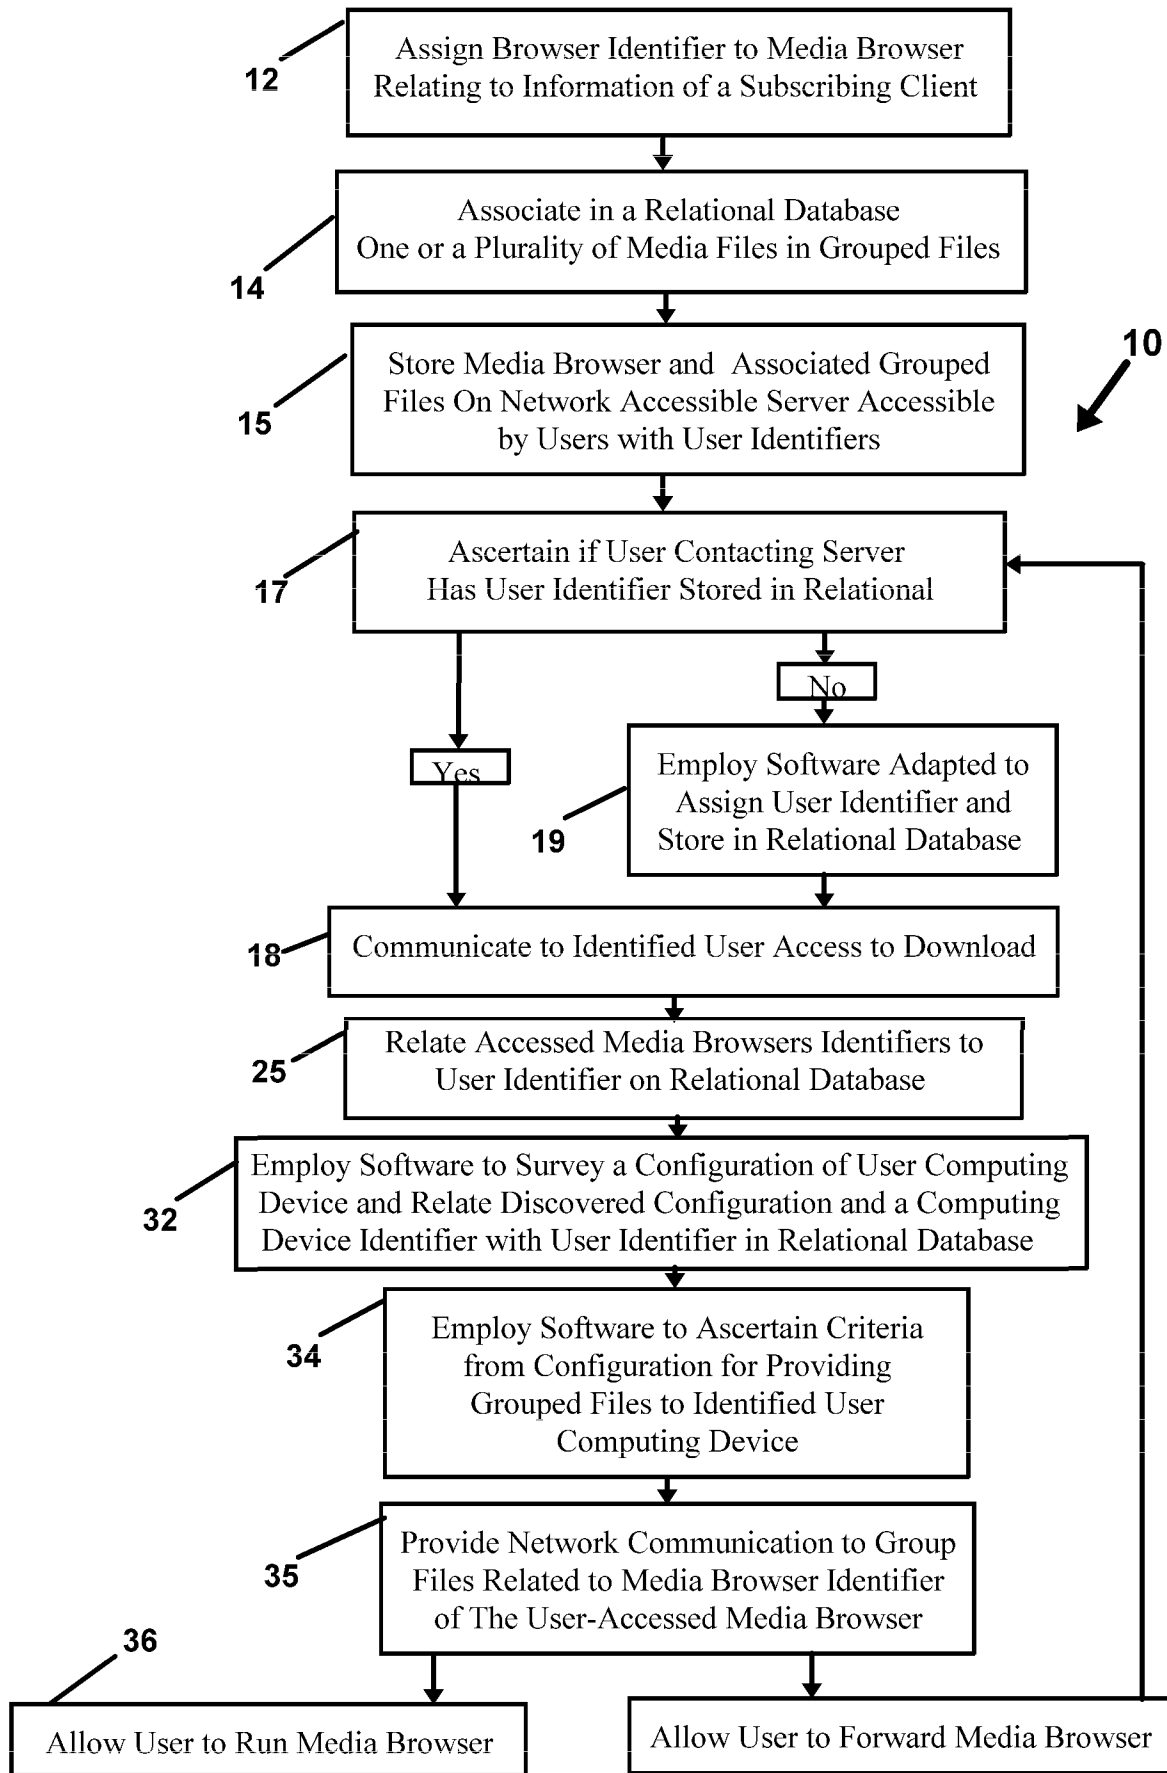 12
Assign Browser Identifier to Media Browser
Relating to Information of a Subscribing Client
14
Associate in a Relational Database
One or a Plurality of Media Files in Grouped Files
10
15
Store Media Browser and Associated Grouped
Files On Network Accessible Server Accessible
by Users with User Identifiers
17
Ascertain if User Contacting Server
Has User Identifier Stored in Relational
No
Yes
19
Employ Software Adapted to
Assign User Identifier and
Store in Relational Database
18
Communicate to Identified User Access to Download
25
Relate Accessed Media Browsers Identifiers to
User Identifier on Relational Database
32
Employ Software to Survey a Configuration of User Computing
Device and Relate Discovered Configuration and a Computing
Device Identifier with User Identifier in Relational Database
34
Employ Software to Ascertain Criteria
from Configuration for Providing
Grouped Files to Identified User
Computing Device
35
Provide Network Communication to Group
Files Related to Media Browser Identifier
of The User-Accessed Media Browser
36
Allow User to Run Media Browser
Allow User to Forward Media Browser